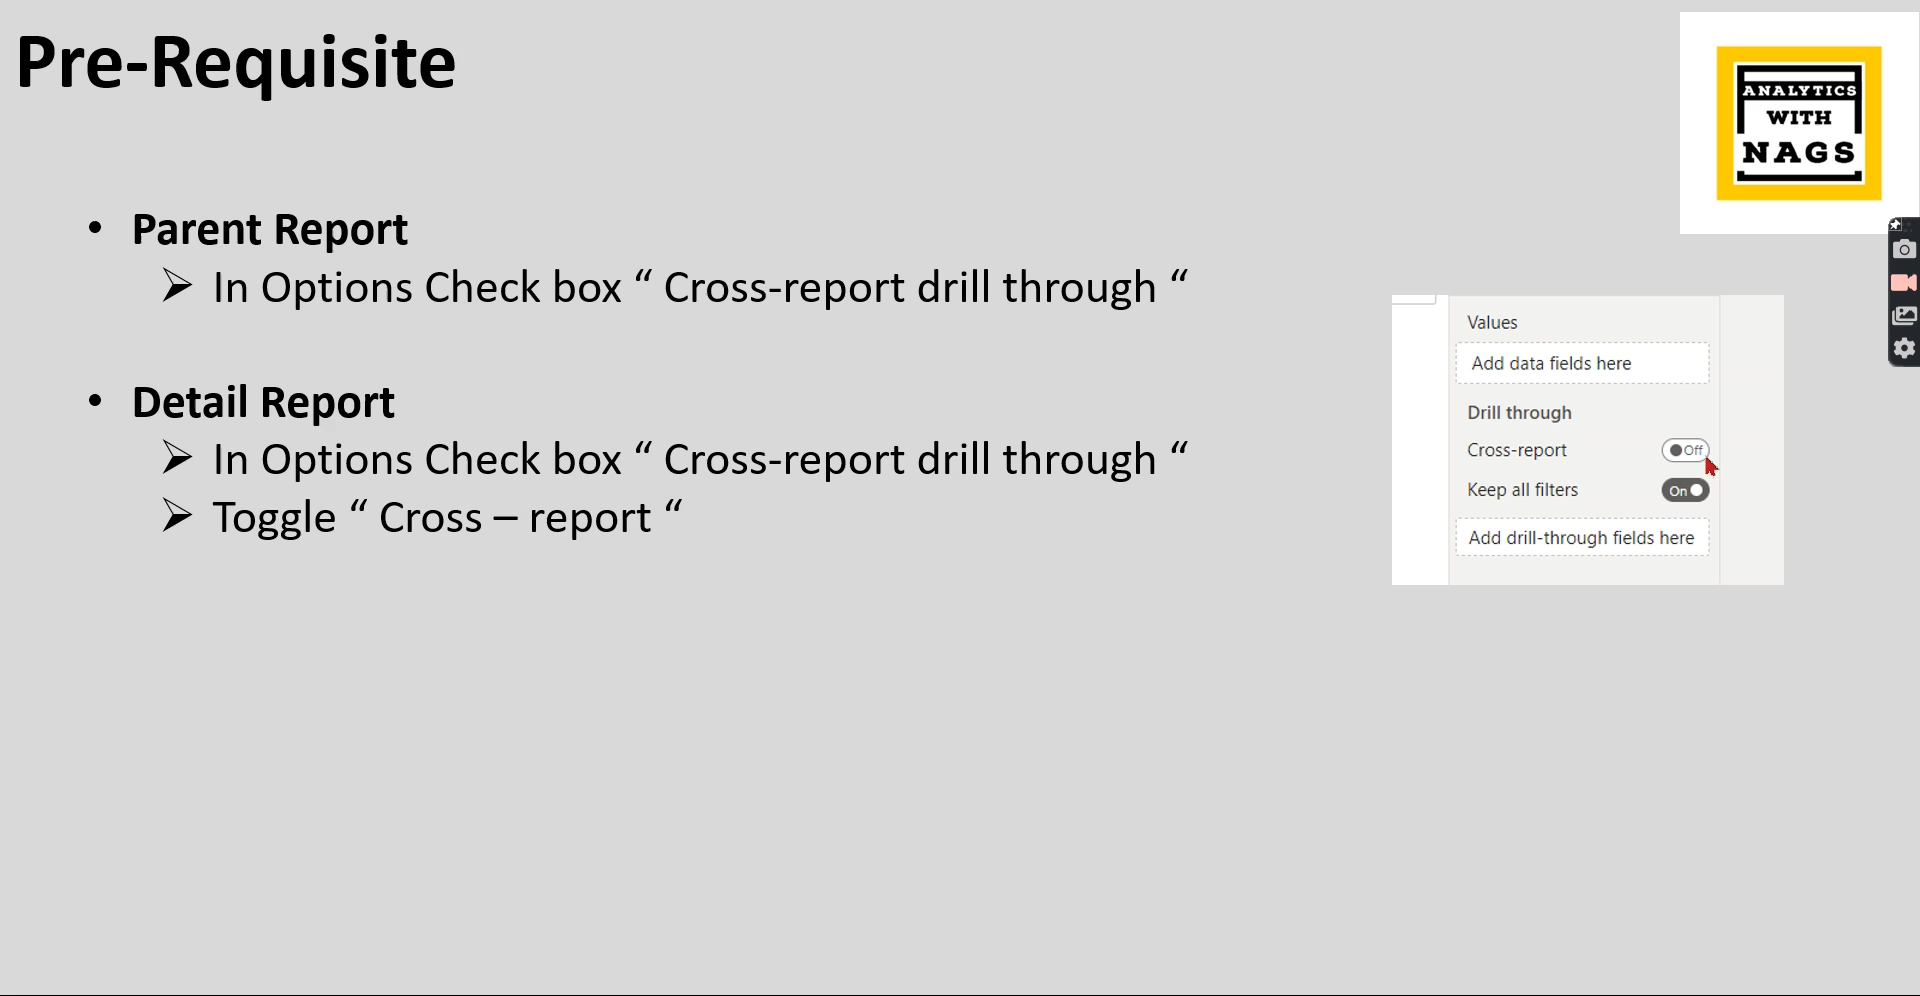 Pre-Requisite
ANALYTICS
WITH
NAGS
• Parent Report
➢ In Options Check box “ Cross-report drill through “
• Detail Report
➢ In Options Check box “ Cross-report drill through “
➢ Toggle “ Cross – report “
Values
Add data fields here
Drill through
Cross-report Off
Keep all filters On
Add drill-through fields here